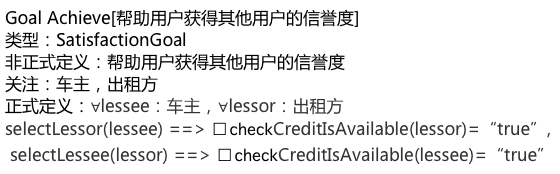 Goal Achieve[帮助用户获得其他用户的信誉度]
类型：SatisfactionGoal
非正式定义：帮助用户获得其他用户的信誉度
关注：车主，出租方
正式定义：∀lessee：车主，∀lessor：出租方
selectLessor(lessee) ==> □checkCreditIsAvailable(lessor)=“true”,
selectLessee(lessor) ==> □checkCreditIsAvailable(lessee)=“true”